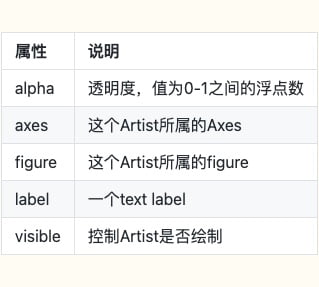 属性 说明
alpha 透明度，值为0-1之间的浮点数
axes 这个Artist所属的Axes
figure 这个Artist所属的figure
label 一个text label
visible 控制Artist是否绘制